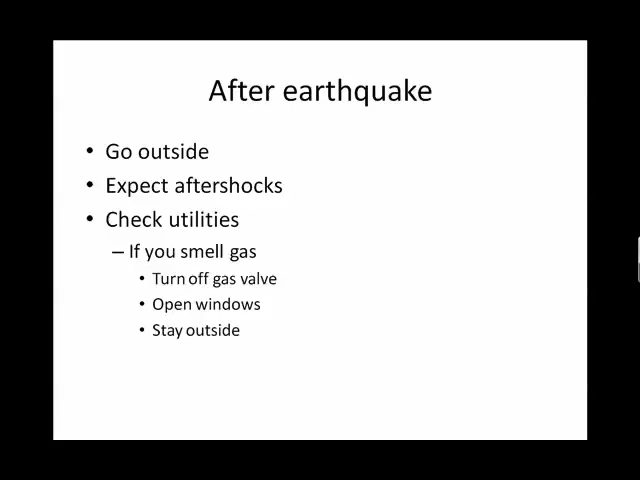 After earthquake
• Go outside
• Expect aftershocks
• Check utilities
– If you smell gas
• Turn off gas valve
• Open windows
• Stay outside